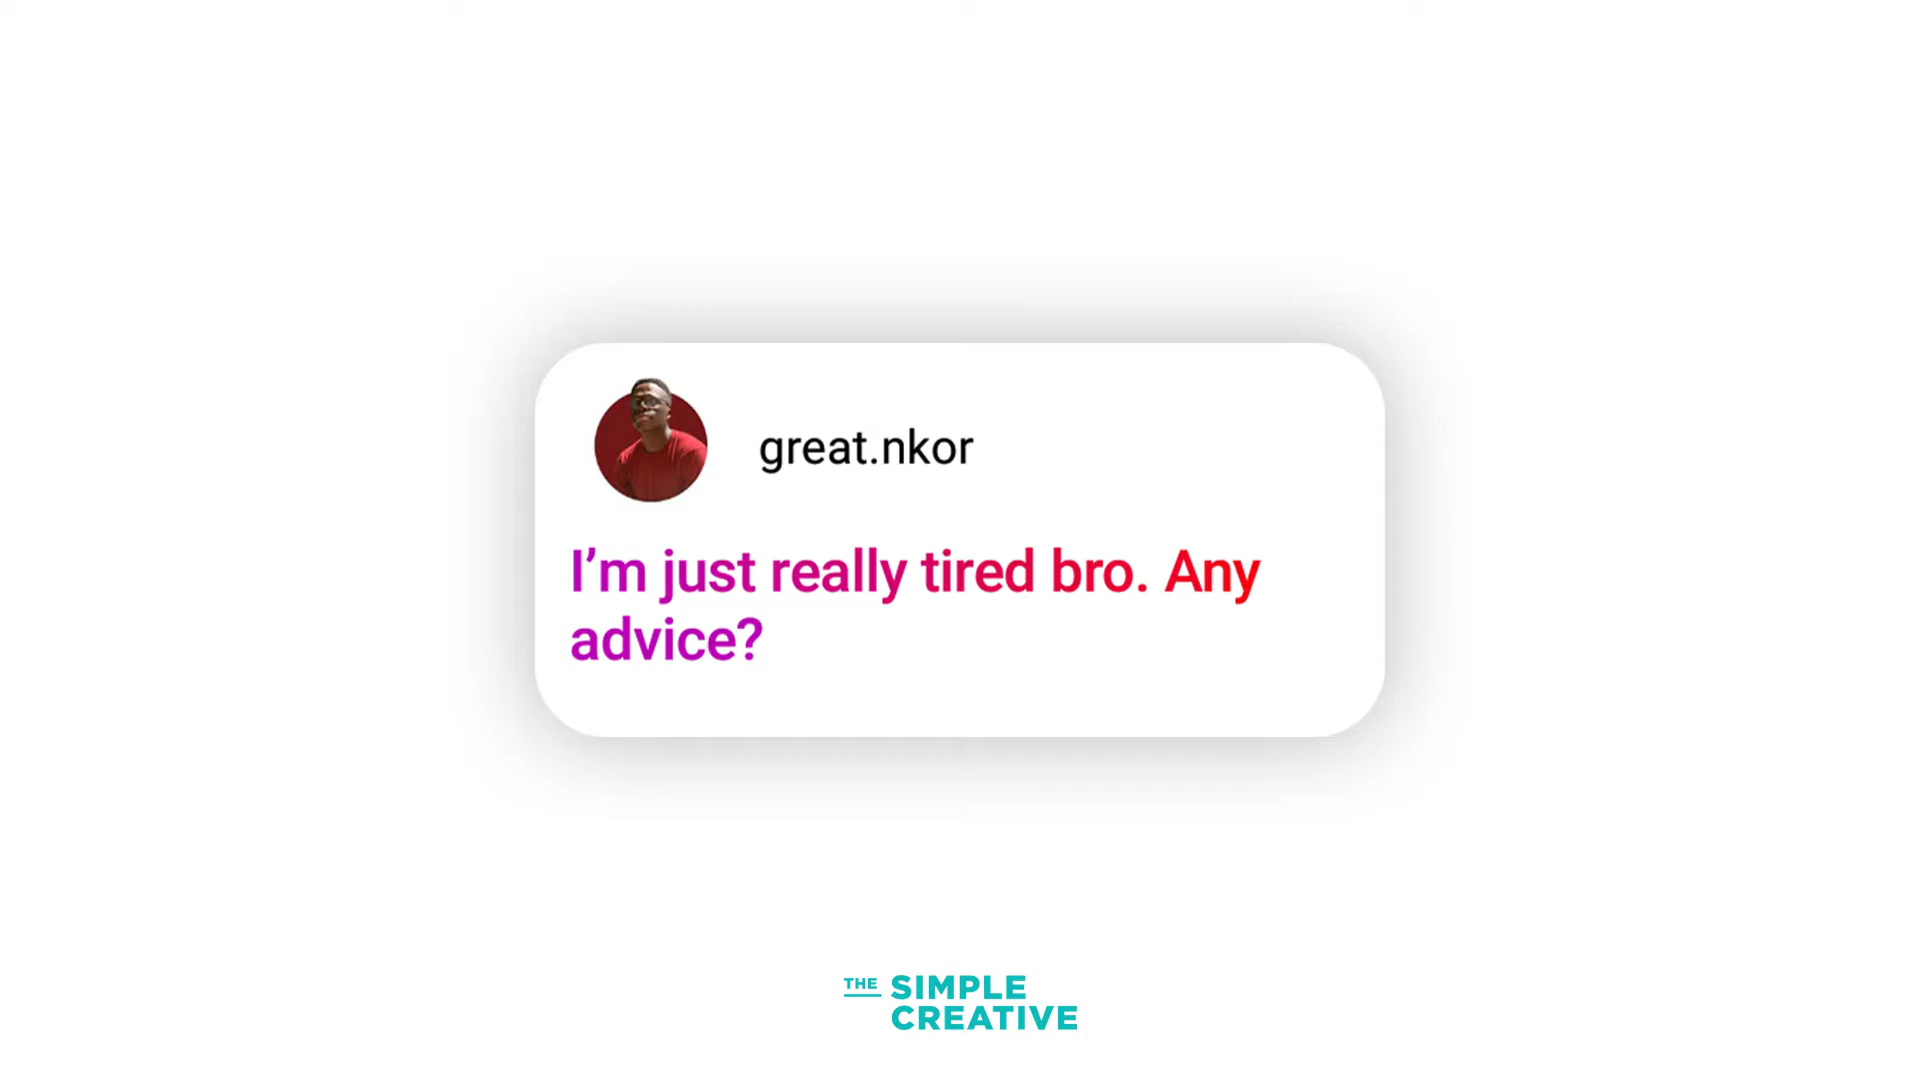 great.nkor
I’m just really tired bro. Any
advice?
THE SIMPLE
CREATIVE